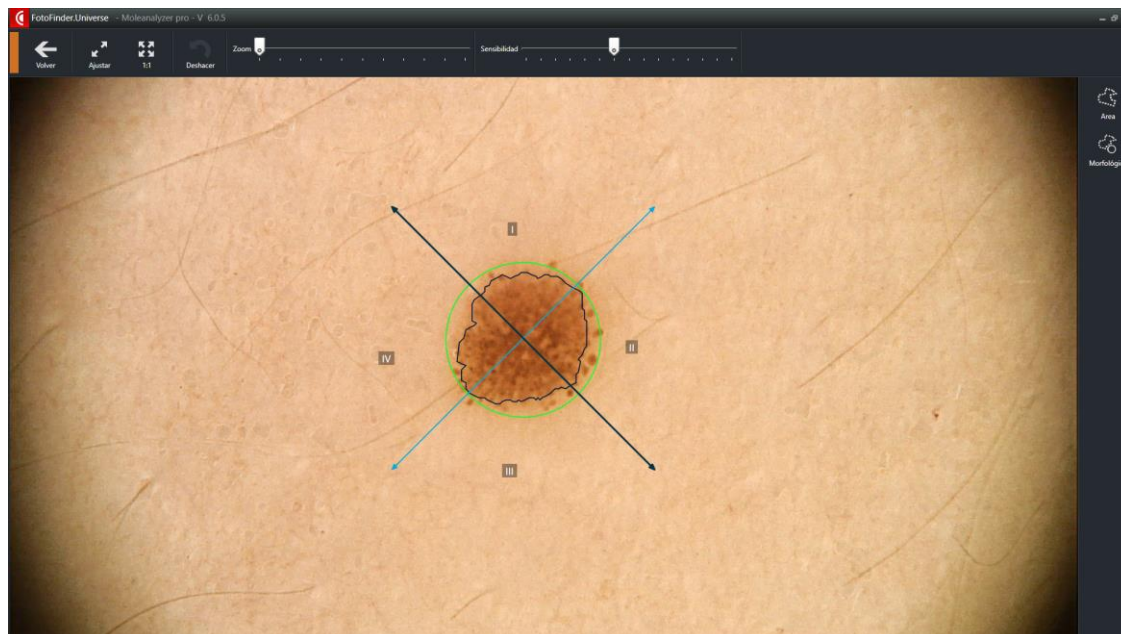 FotoFinder.Universe - Moleanalyzer pro - V 6.0.5
Volver
Ajustar
1:1
Deshacer
Zoom
Sensibilidad
Area
Morfológi
I
II
IV
III